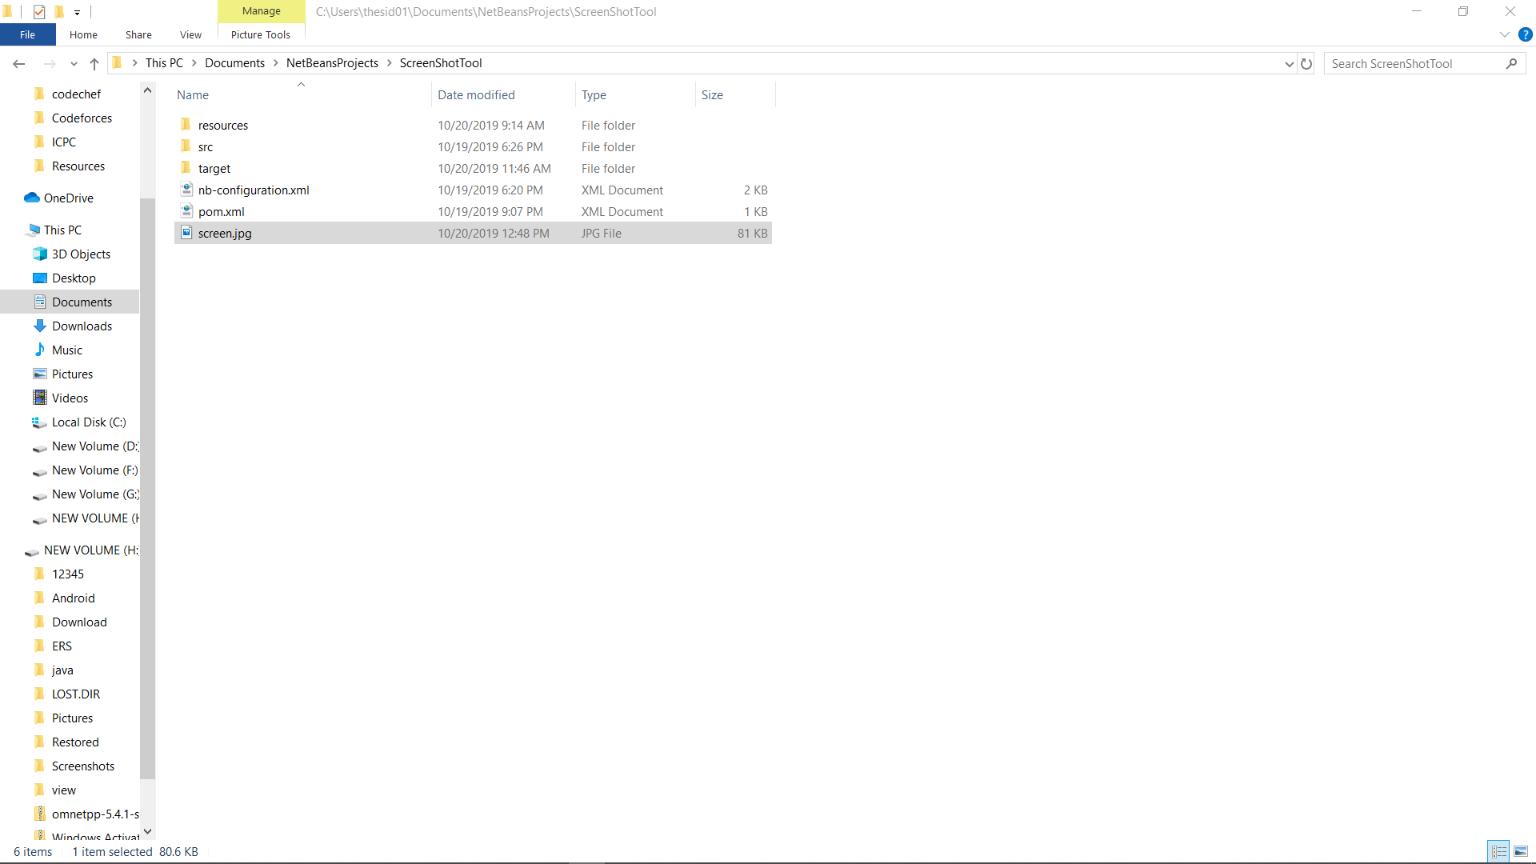 Manage
C:\Users\thesid01\Documents\NetBeansProjects\ScreenShotTool
File
Home
Share
View
Picture Tools
This PC
Documents
NetBeansProjects
ScreenShotTool
Search ScreenShotTool
Name
Date modified
Type
Size
resources 10/20/2019 9:14 AM File folder
src 10/19/2019 6:26 PM File folder
target 10/20/2019 11:46 AM File folder
nb-configuration.xml 10/19/2019 6:20 PM XML Document 2 KB
pom.xml 10/19/2019 9:07 PM XML Document 1 KB
screen.jpg 10/20/2019 12:48 PM JPG File 81 KB
codechef
Codeforces
ICPC
Resources
OneDrive
This PC
3D Objects
Desktop
Documents
Downloads
Music
Pictures
Videos
Local Disk (C:)
New Volume (D:
New Volume (F:)
New Volume (G:)
NEW VOLUME (H
NEW VOLUME (H:
12345
Android
Download
ERS
java
LOST.DIR
Pictures
Restored
Screenshots
view
omnetpp-5.4.1-s
Windows Activat
6 items 1 item selected 80.6 KB